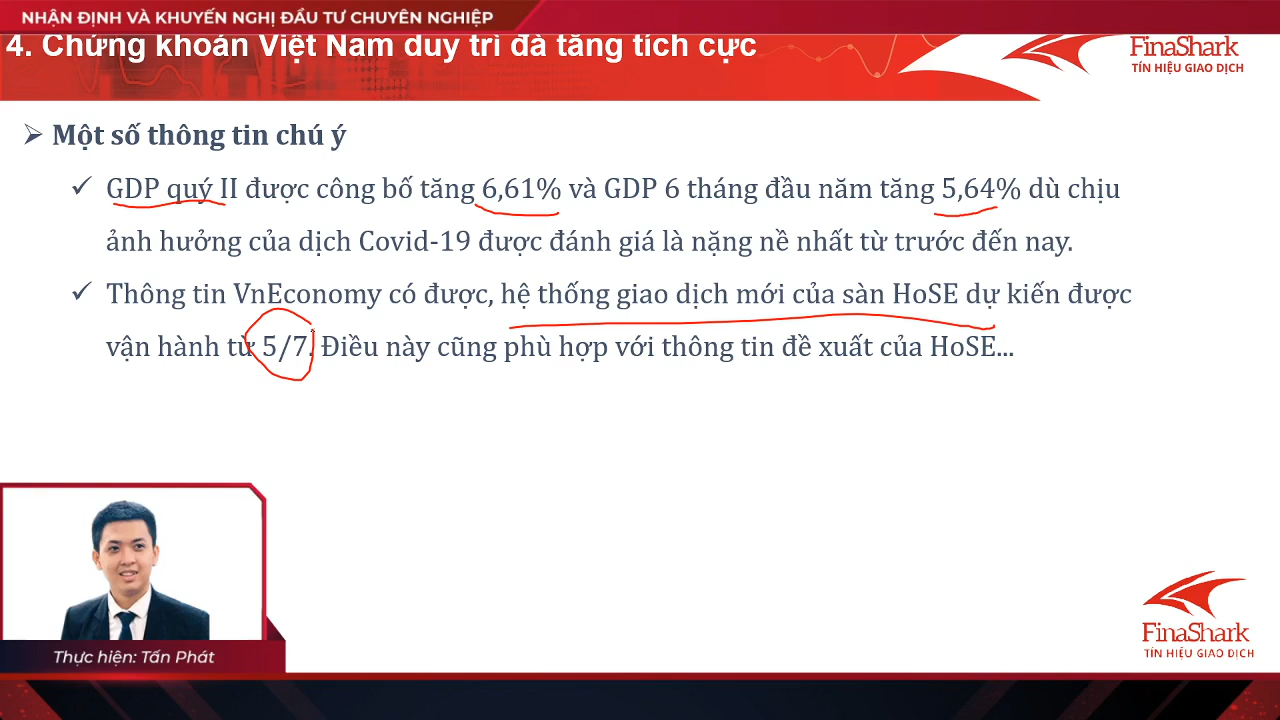 NHẬN ĐỊNH VÀ KHUYẾN NGHỊ ĐẦU TƯ CHUYÊN NGHIỆP
4. Chứng khoán Việt Nam duy trì đà tăng tích cực
FinaShark
TÍN HIỆU GIAO DỊCH
Một số thông tin chú ý
GDP quý II được công bố tăng 6,61% và GDP 6 tháng đầu năm tăng 5,64% dù chịu
ảnh hưởng của dịch Covid-19 được đánh giá là nặng nề nhất từ trước đến nay.
Thông tin VnEconomy có được, hệ thống giao dịch mới của sàn HoSE dự kiến được
vận hành từ 5/7. Điều này cũng phù hợp với thông tin đề xuất của HoSE...
Thực hiện: Tấn Phát
FinaShark
TÍN HIỆU GIAO DỊCH